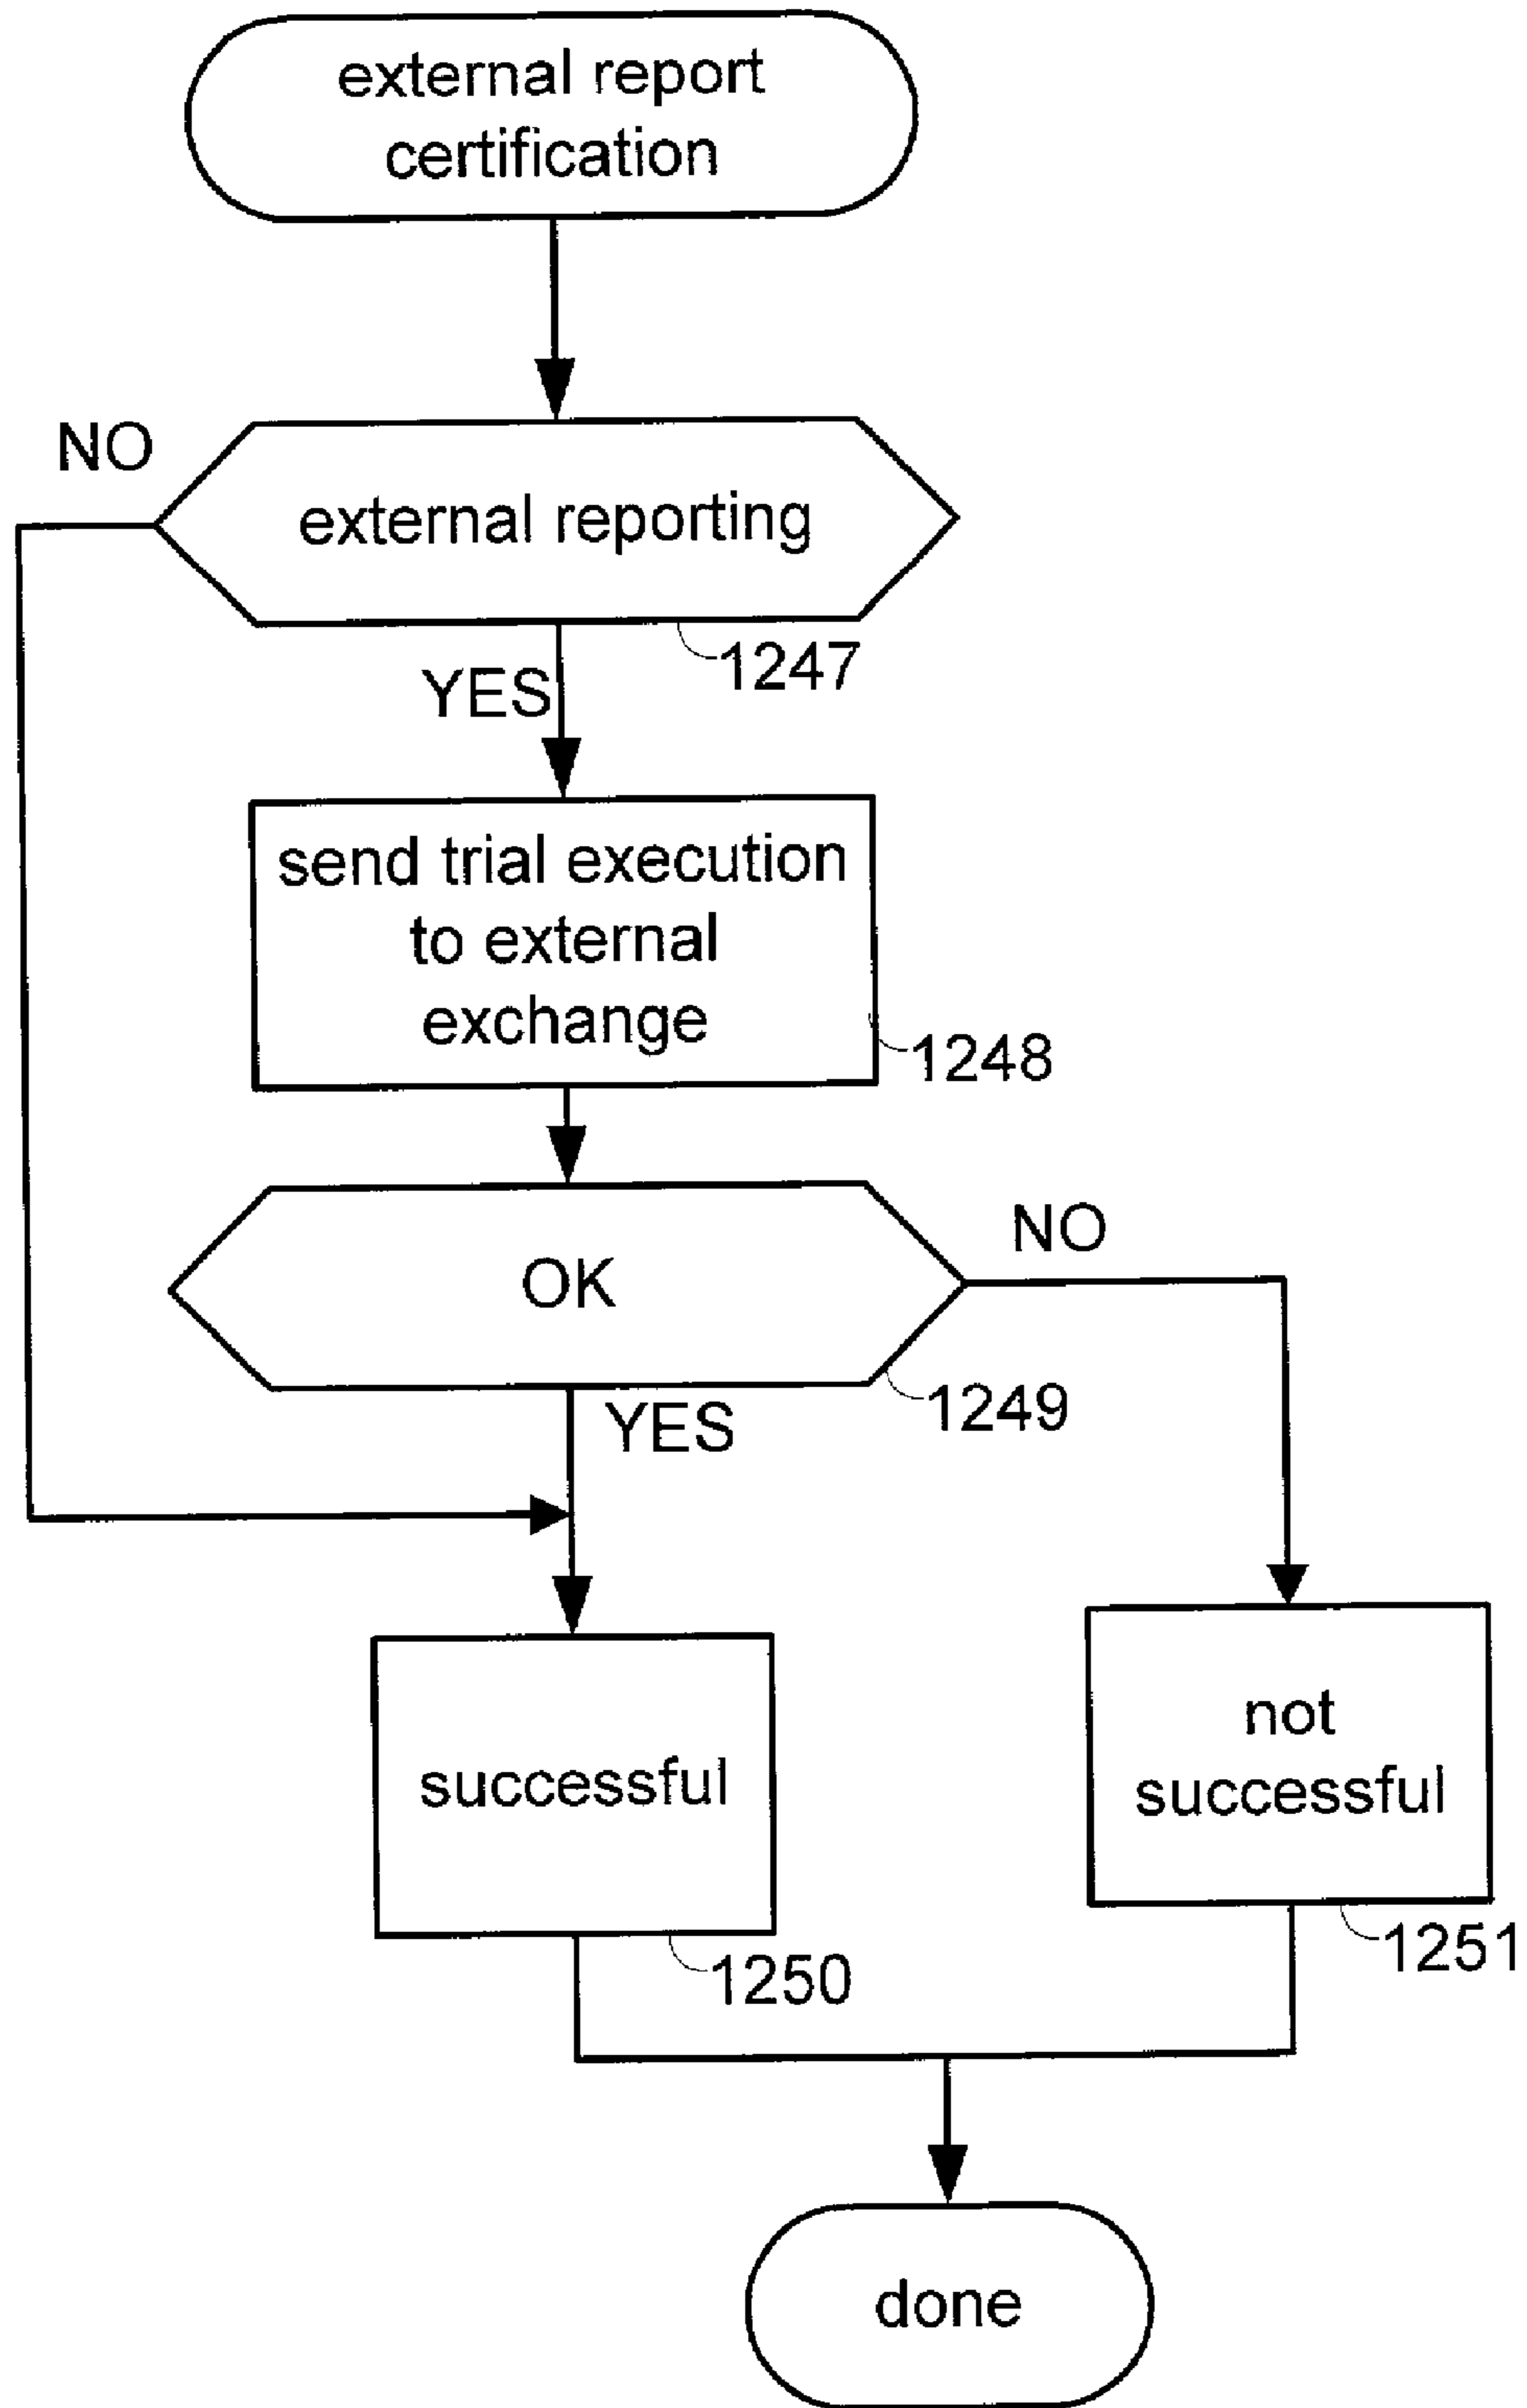 external report
certification
NO
external reporting
1247
YES
send trial execution
to external
exchange
1248
NO
OK
1249
YES
not
successful
successful
1251
1250
done